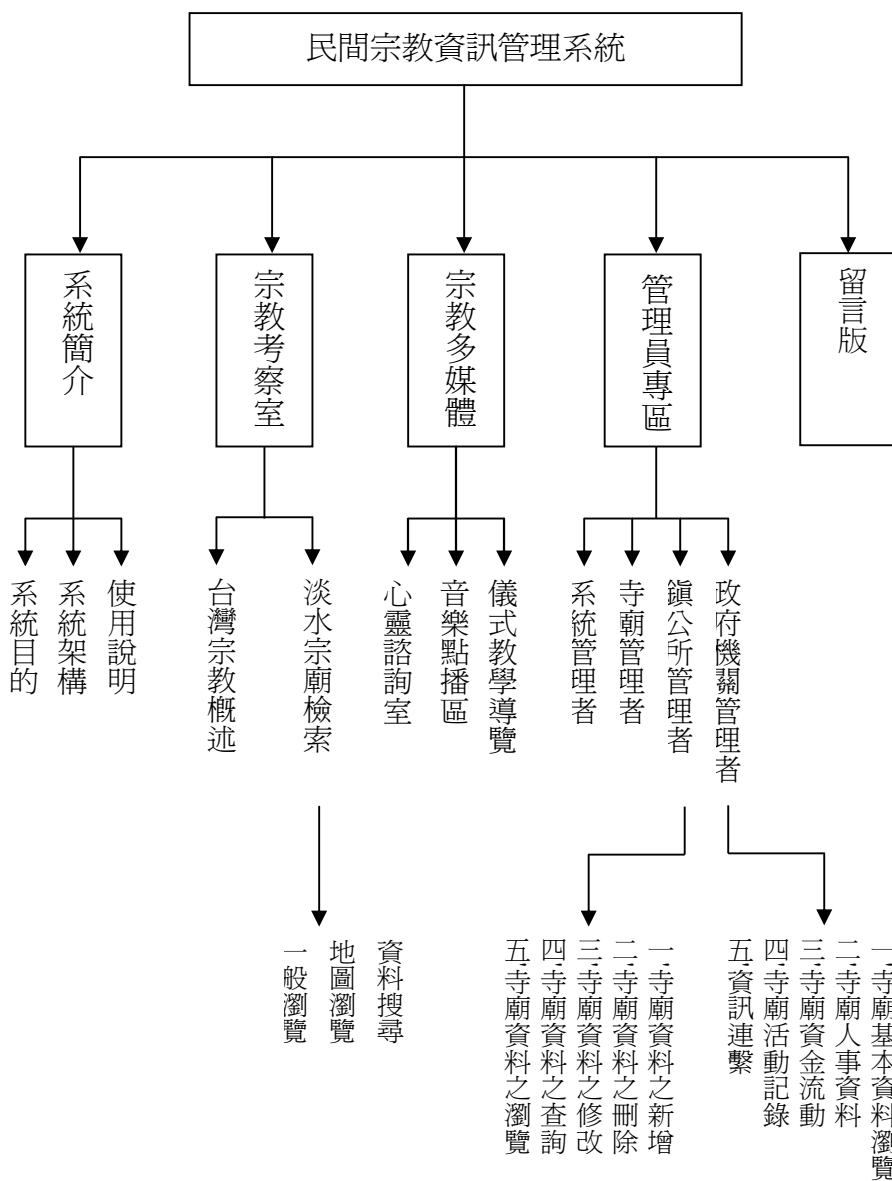 民間宗教資訊管理系統
系統簡介
宗教考察室
宗教多媒體
管理員專區
留言版
系統目的
系統架構
使用說明
台灣宗教概述
淡水宗廟檢索
心靈諮詢室
音樂點播區
儀式教學導覽
系統管理者
寺廟管理者
鎮公所管理者
政府機關管理者
一般瀏覽
地圖瀏覽
資料搜尋
一.寺廟資料之新增
二.寺廟資料之刪除
三.寺廟資料之修改
四.寺廟資料之查詢
五.寺廟資料之瀏覽
一.寺廟基本資料瀏覽
二.寺廟人事資料
三.寺廟資金流動
四.寺廟活動記錄
五.資訊連繫